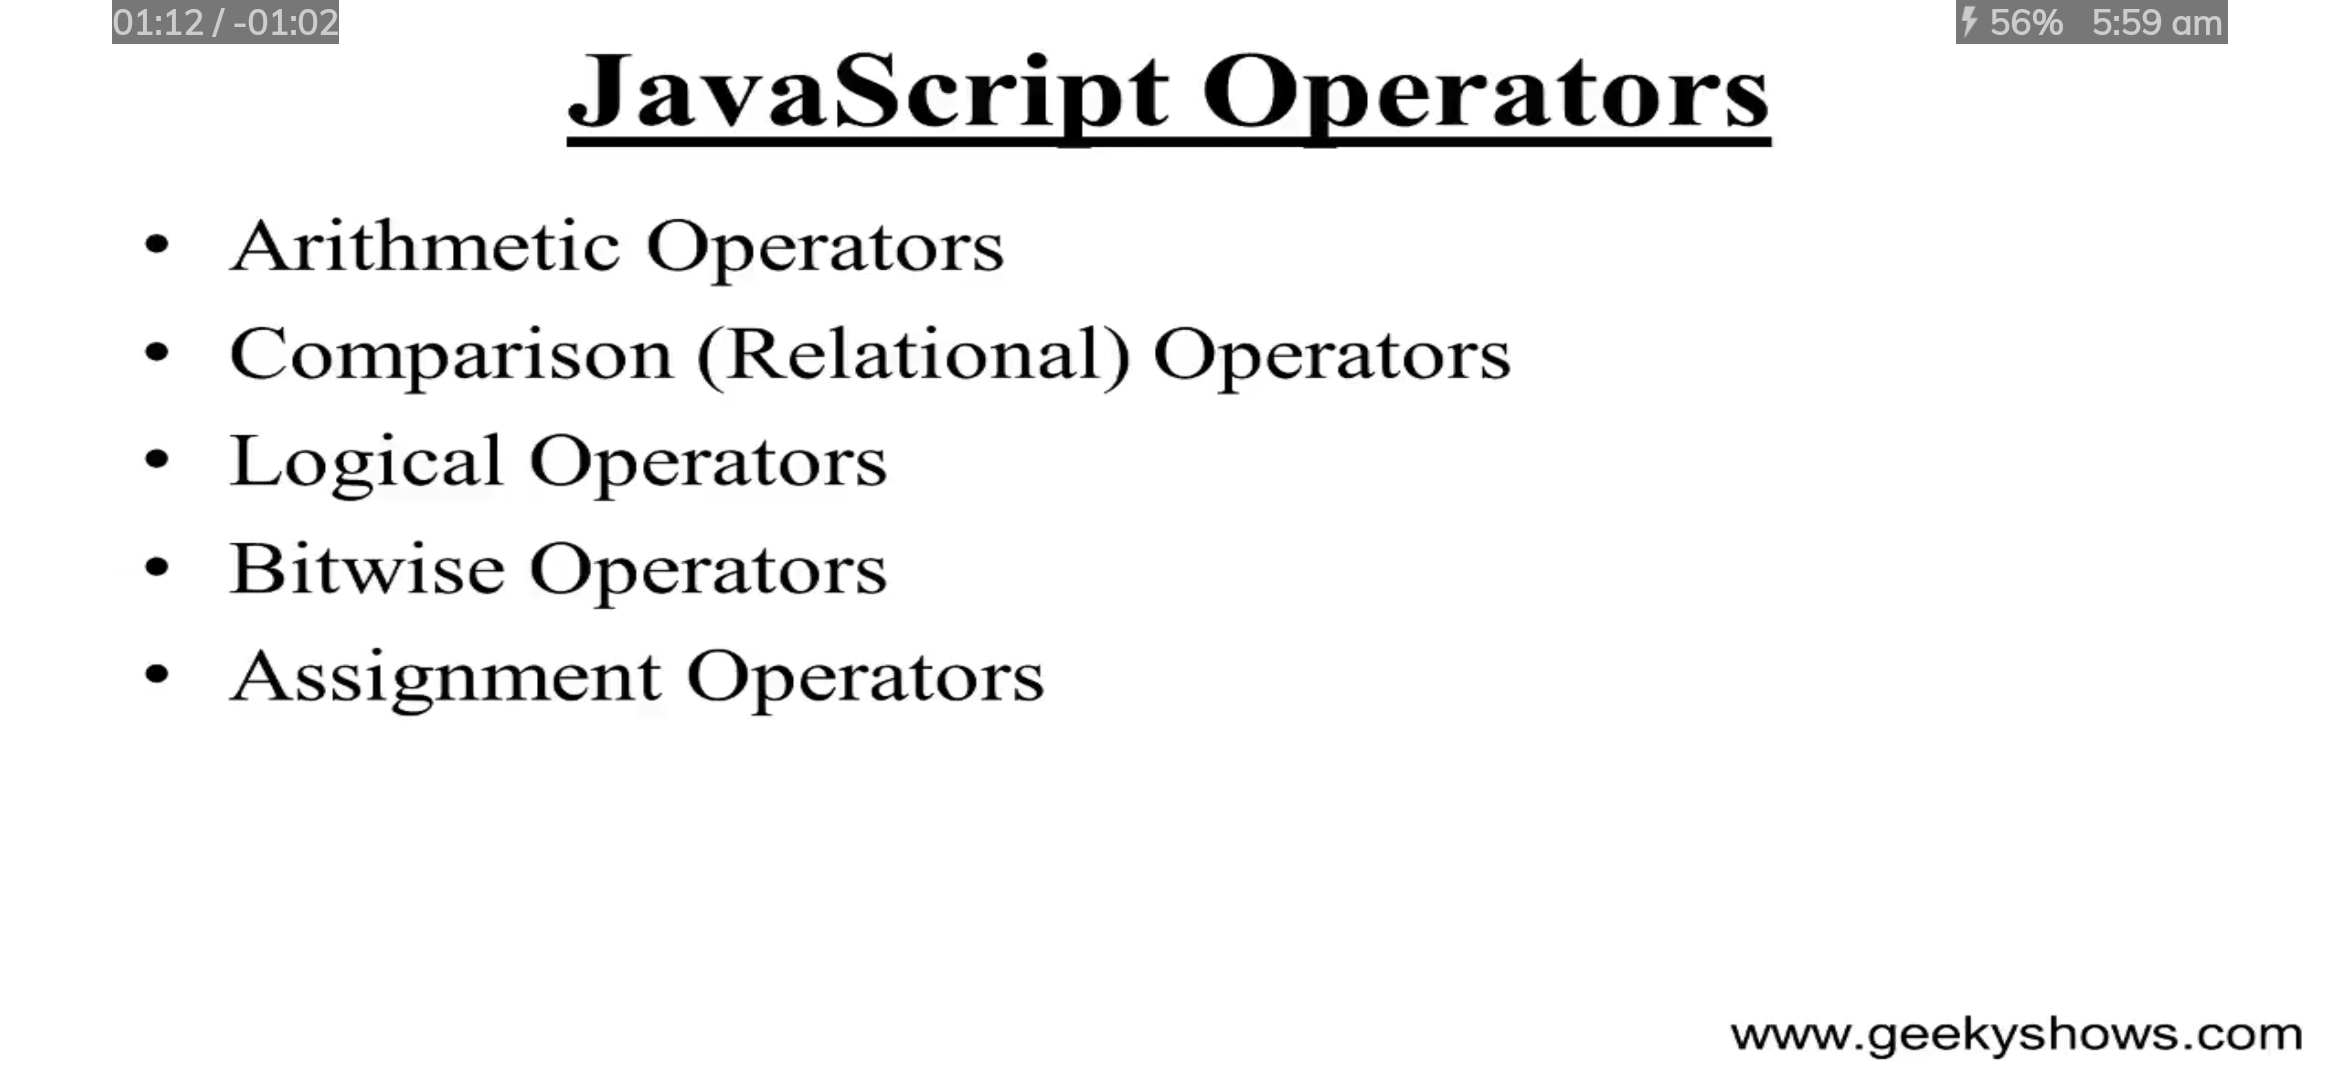 01:12 / -01:02
56% 5:59 am
JavaScript Operators
• Arithmetic Operators
• Comparison (Relational) Operators
• Logical Operators
• Bitwise Operators
• Assignment Operators
www.geekyshows.com